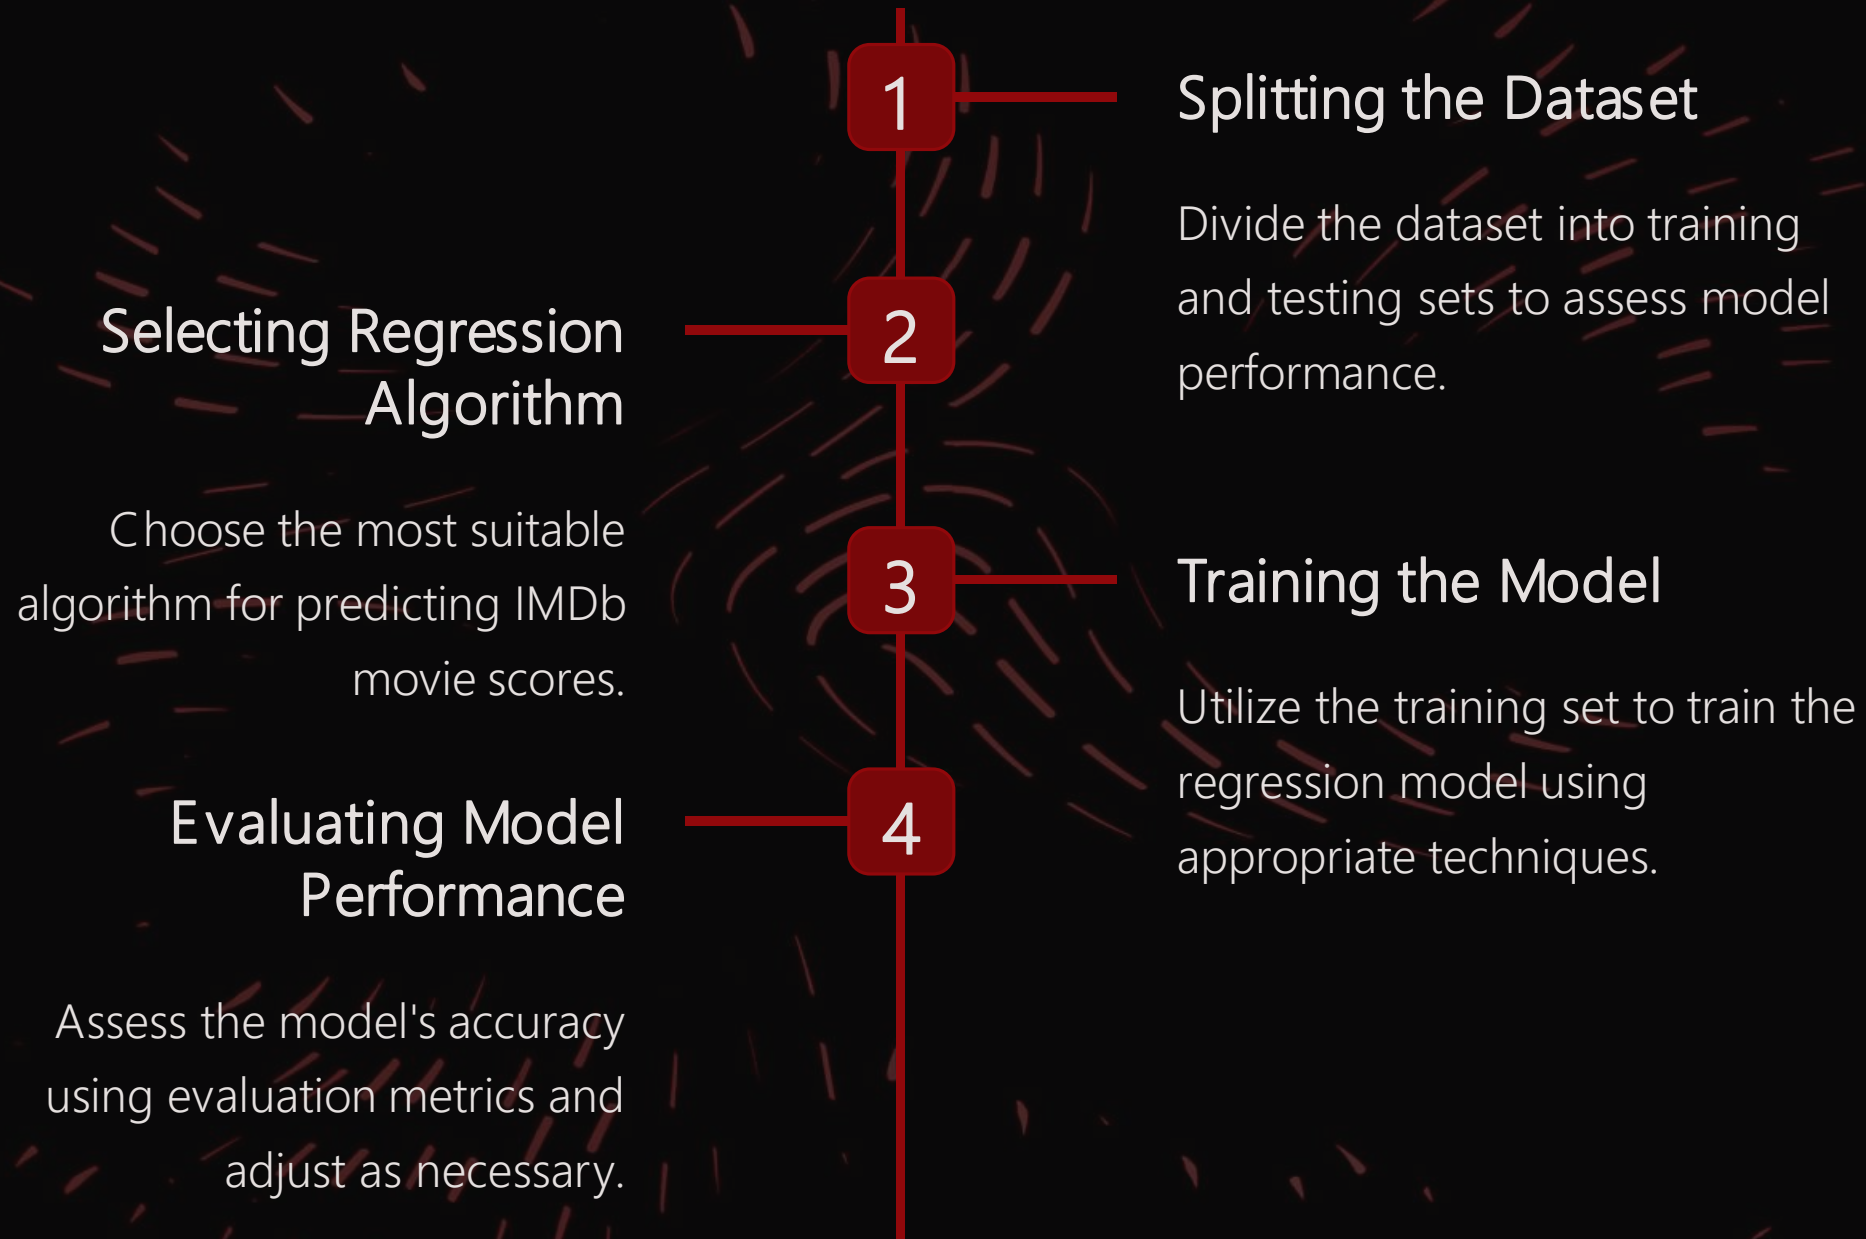 1
Splitting the Dataset
Divide the dataset into training
and testing sets to assess model
performance.
2
Selecting Regression
Algorithm
Choose the most suitable
algorithm for predicting IMDb
movie scores.
3
Training the Model
Utilize the training set to train the
regression model using
appropriate techniques.
4
Evaluating Model
Performance
Assess the model's accuracy
using evaluation metrics and
adjust as necessary.